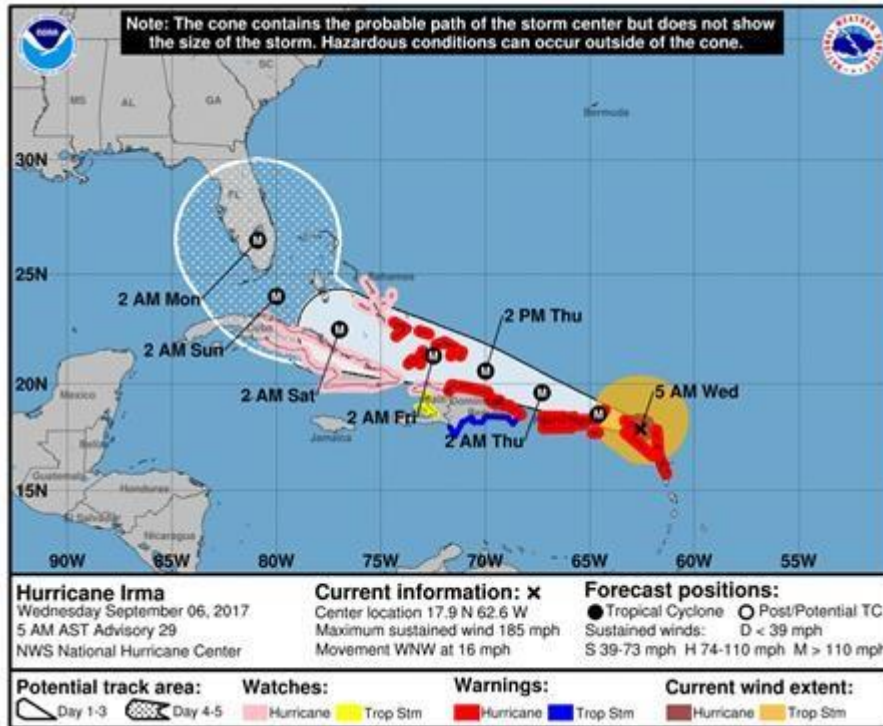 Note: The cone contains the probable path of the storm center but does not show
the size of the storm. Hazardous conditions can occur outside of the cone.
NOAA
SC
MS AL GA
Bermuda
30N
FL
25N
Bahamas
2 AM Mon
2 PM Thu
Cuba
2 AM Sun
20N
Mexico
2 AM Sat
5 AM Wed
2 AM Fri
Jamaica
2 AM Thu
Belize
15N
Guatemala
Honduras
El Salvador
Nicaragua
90W 85W 80W 75W 70W 65W 60W 55W
Hurricane Irma
Wednesday September 06, 2017
5 AM AST Advisory 29
NWS National Hurricane Center
Current information: ×
Center location 17.9 N 62.6 W
Maximum sustained wind 185 mph
Movement WNW at 16 mph
Forecast positions:
Tropical Cyclone Post/Potential TC
Sustained winds: D < 39 mph
S 39-73 mph H 74-110 mph M > 110 mph
Potential track area:
Day 1-3 Day 4-5
Watches:
Hurricane Trop Stm
Warnings:
Hurricane Trop Stm
Current wind extent:
Hurricane Trop Stm